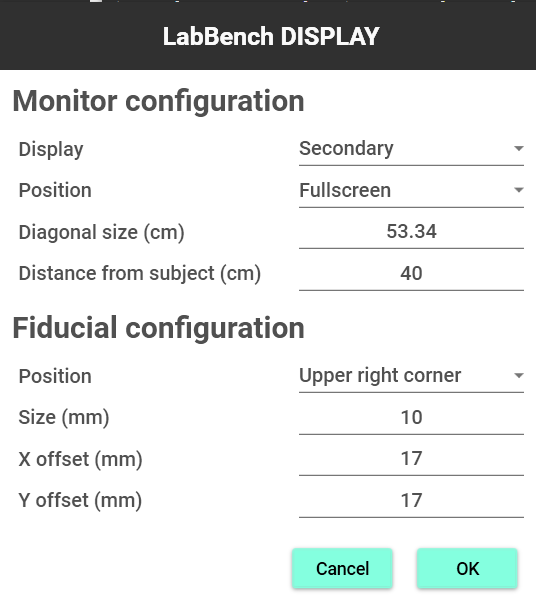 LabBench DISPLAY
Monitor configuration
Display Secondary
Position Fullscreen
Diagonal size (cm) 53.34
Distance from subject (cm) 40
Fiducial configuration
Position Upper right corner
Size (mm) 10
X offset (mm) 17
Y offset (mm) 17
Cancel OK